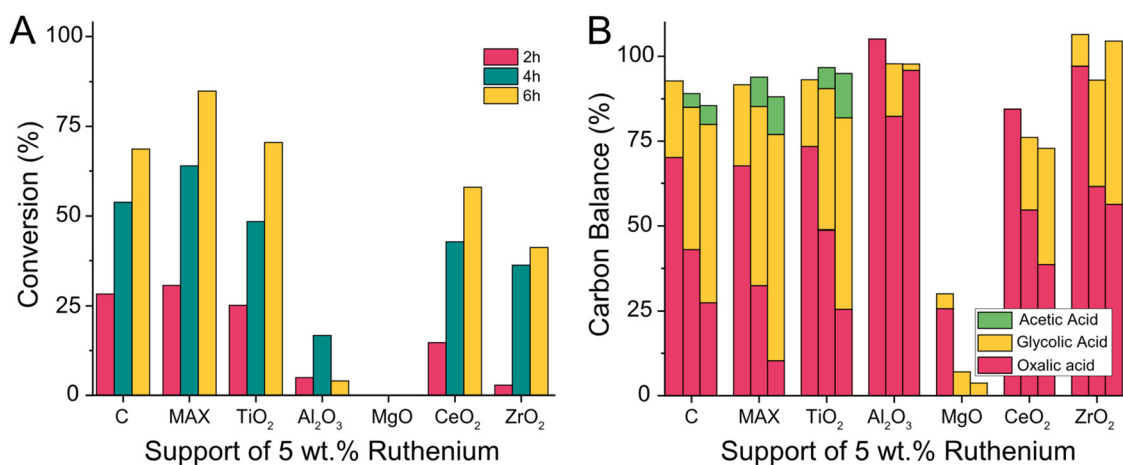 A
100
75
50
25
0
Conversion (%)
2h
4h
6h
C MAX TiO₂ Al₂O₃ MgO CeO₂ ZrO₂
Support of 5 wt.% Ruthenium
B
100
75
50
25
0
Carbon Balance (%)
Acetic Acid
Glycolic Acid
Oxalic acid
C MAX TiO₂ Al₂O₃ MgO CeO₂ ZrO₂
Support of 5 wt.% Ruthenium